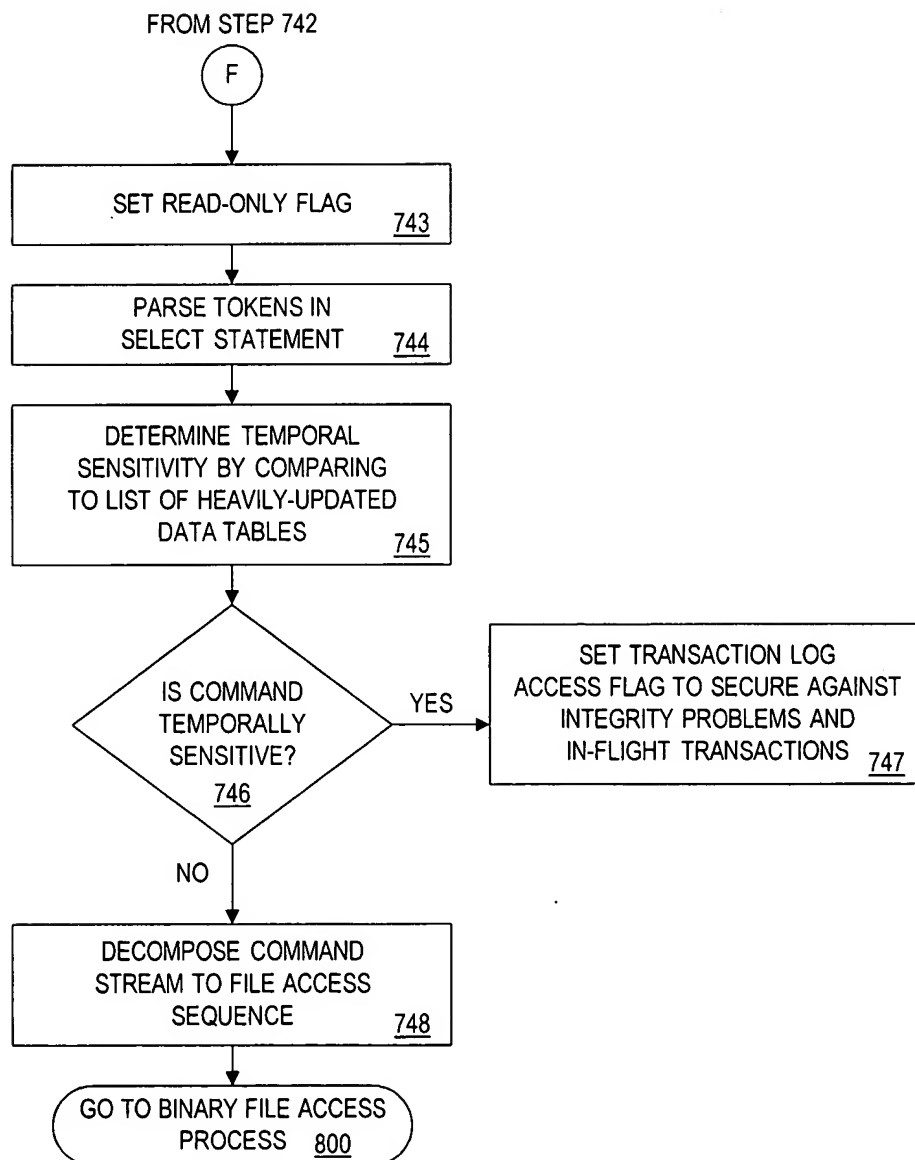 FROM STEP 742
F
SET READ-ONLY FLAG
743
PARSE TOKENS IN
SELECT STATEMENT
744
DETERMINE TEMPORAL
SENSITIVITY BY COMPARING
TO LIST OF HEAVILY-UPDATED
DATA TABLES
745
IS COMMAND
TEMPORALLY
SENSITIVE?
746
YES
SET TRANSACTION LOG
ACCESS FLAG TO SECURE AGAINST
INTEGRITY PROBLEMS AND
IN-FLIGHT TRANSACTIONS
747
NO
DECOMPOSE COMMAND
STREAM TO FILE ACCESS
SEQUENCE
748
GO TO BINARY FILE ACCESS
PROCESS 800